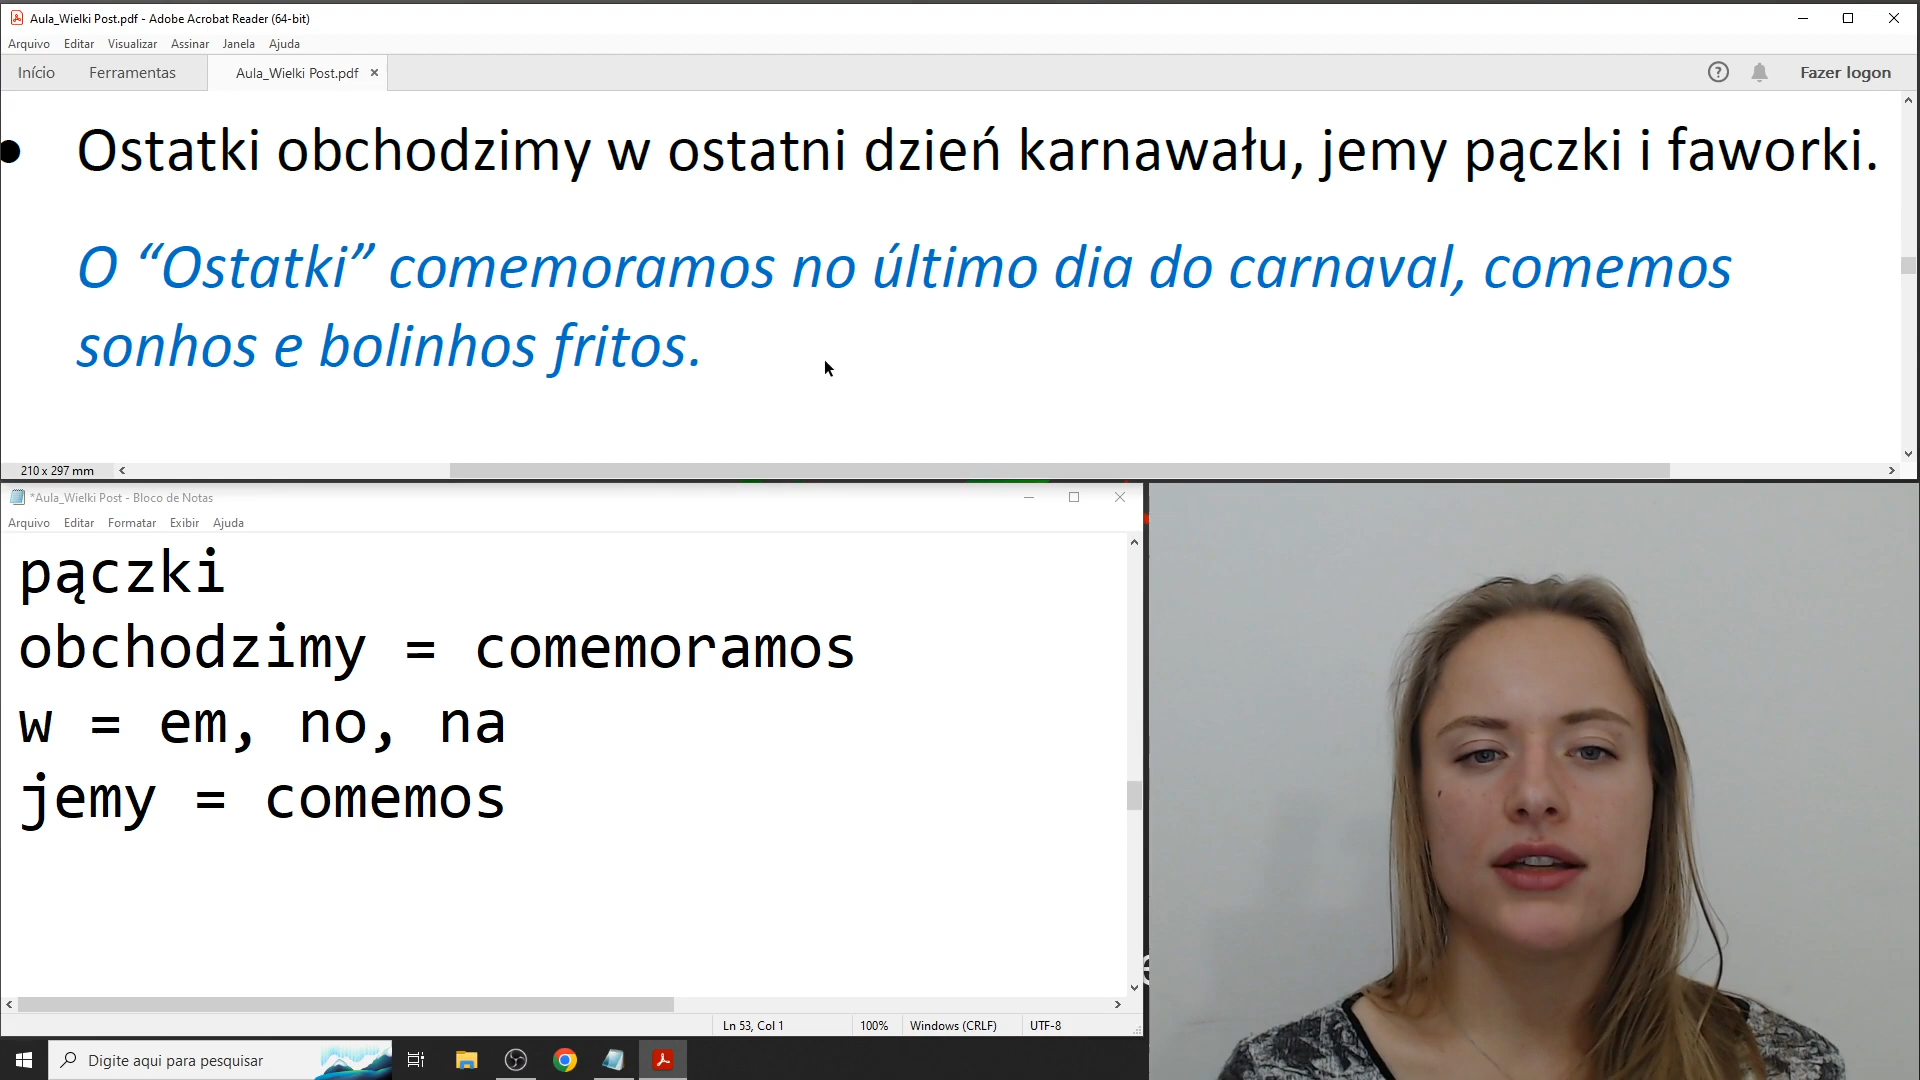 Aula_Wielki Post.pdf - Adobe Acrobat Reader (64-bit)
Arquivo Editar Visualizar Assinar Janela Ajuda
Início Ferramentas Aula_Wielki Post.pdf × ? Fazer logon
• Ostatki obchodzimy w ostatni dzień karnawału, jemy pączki i faworki.
O “Ostatki” comemoramos no último dia do carnaval, comemos
sonhos e bolinhos fritos.
210 x 297 mm
*Aula_Wielki Post - Bloco de Notas
Arquivo Editar Formatar Exibir Ajuda
pączki
obchodzimy = comemoramos
w = em, no, na
jemy = comemos
Ln 53, Col 1 100% Windows (CRLF) UTF-8
Digite aqui para pesquisar